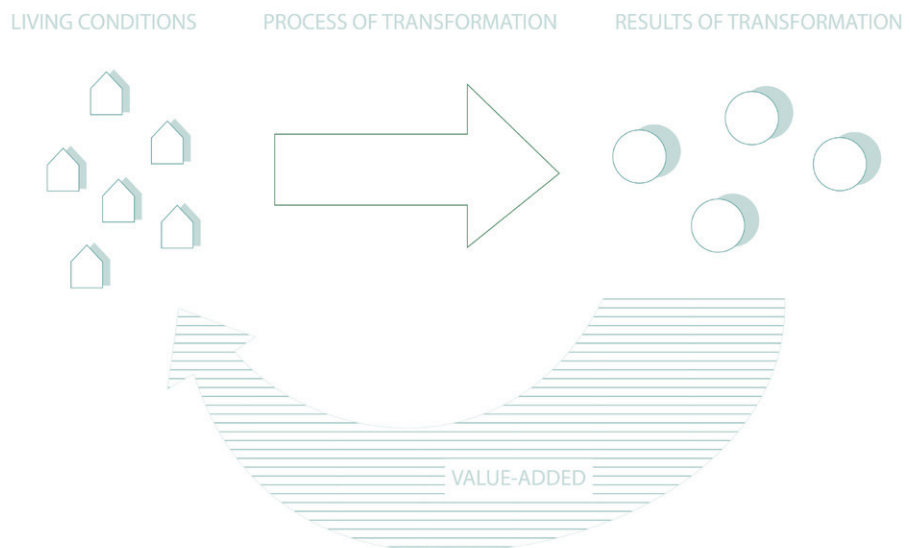 LIVING CONDITIONS
PROCESS OF TRANSFORMATION
RESULTS OF TRANSFORMATION
VALUE-ADDED